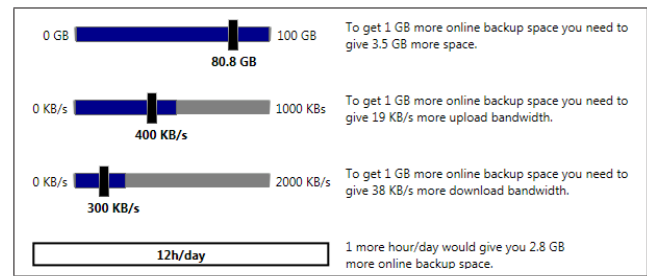 0 GB 100 GB To get 1 GB more online backup space you need to
give 3.5 GB more space.
80.8 GB
To get 1 GB more online backup space you need to
0 KB/s 1000 KBs give 19 KB/s more upload bandwidth.
400 KB/s
To get 1 GB more online backup space you need to
0 KB/s 2000 KB/s give 38 KB/s more download bandwidth.
300 KB/s
12h/day 1 more hour/day would give you 2.8 GB
more online backup space.